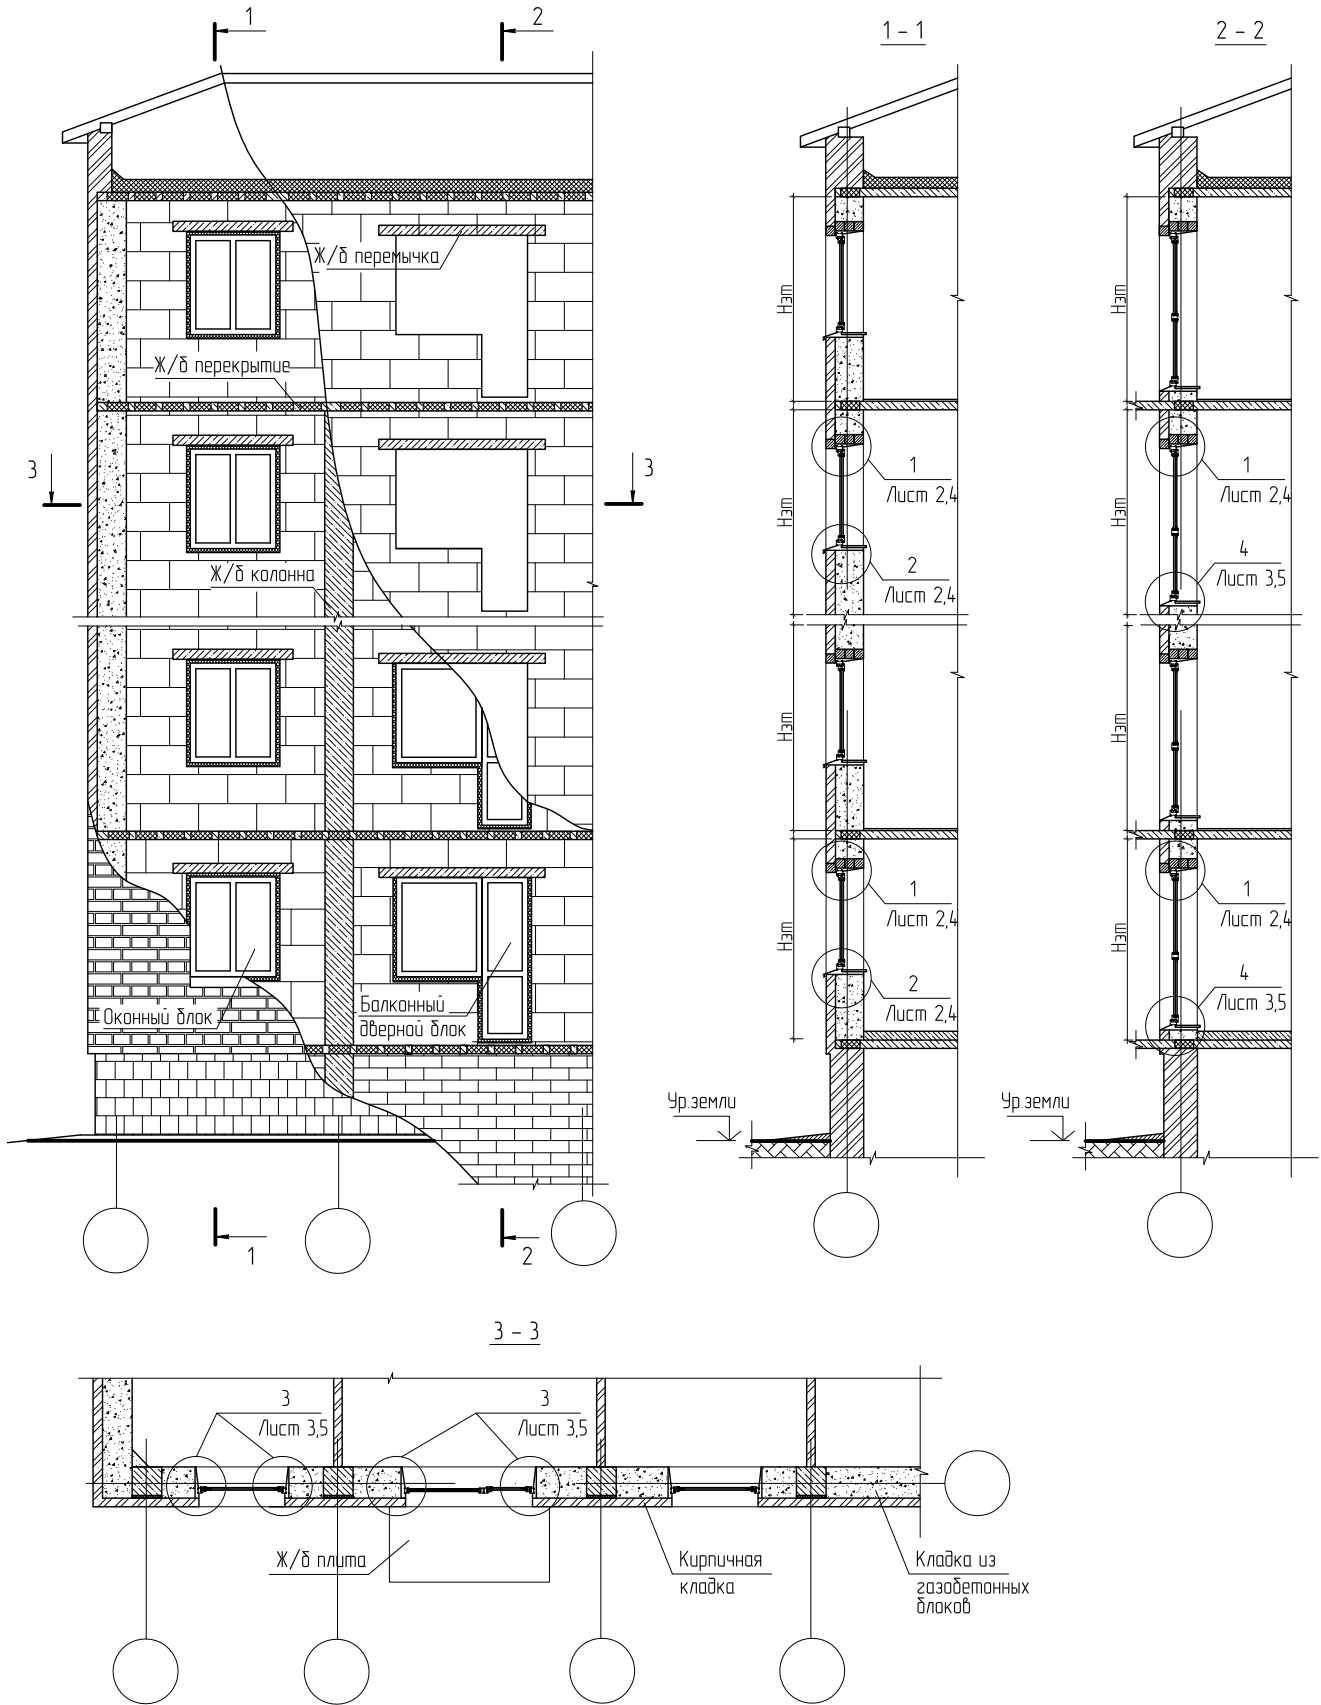 1
2
1 - 1
2 - 2
Ж/б перемычка
Нэт
Нэт
Ж/б перекрытие
3
3
1
Лист 2,4
1
Лист 2,4
Нэт
Нэт
4
Лист 3,5
Ж/б колонна
2
Лист 2,4
Нэт
Нэт
1
Лист 2,4
1
Лист 2,4
Нэт
Нэт
2
Лист 2,4
4
Лист 3,5
Оконный блок
Балконный
дверной блок
Ур.земли
Ур.земли
1
2
3 - 3
3
Лист 3,5
3
Лист 3,5
Ж/б плита
Кирпичная
кладка
Кладка из
газобетонных
блоков